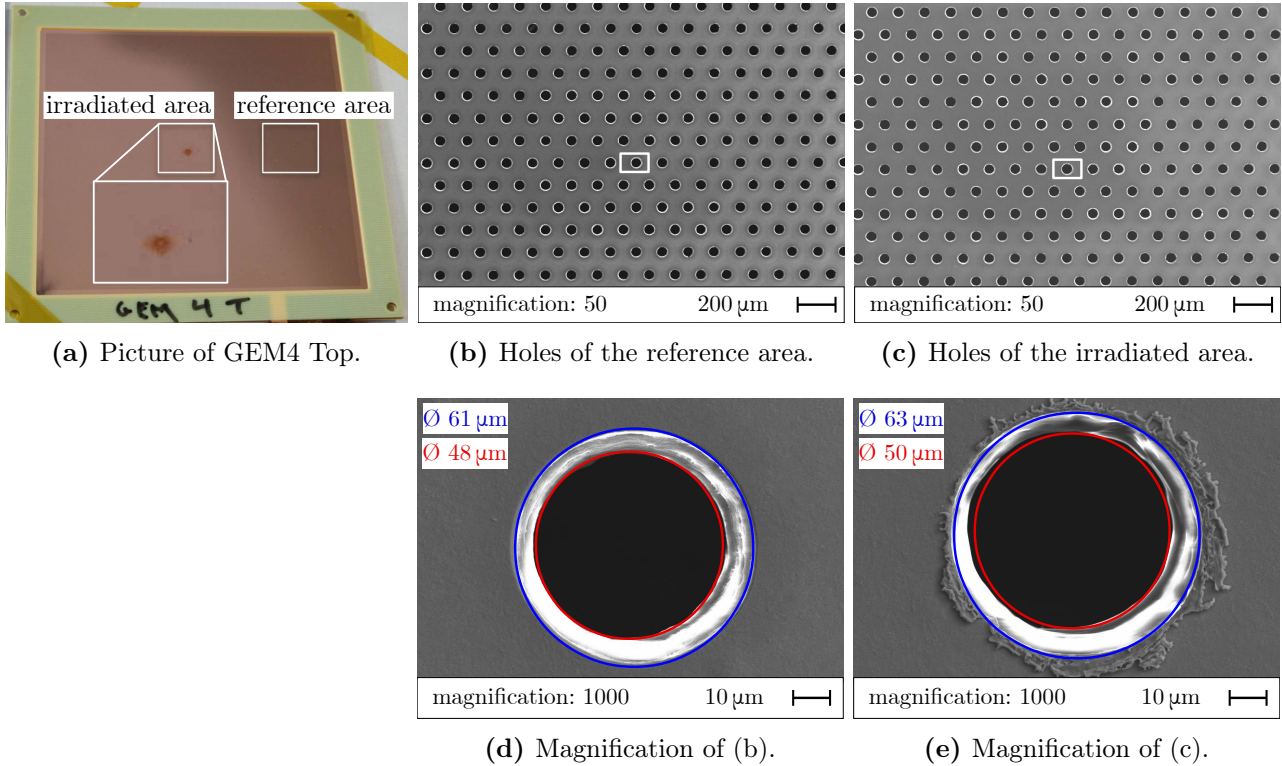 irradiated area
reference area
GEM 4 T
magnification: 50 200 µm
magnification: 50 200 µm
(a) Picture of GEM4 Top.
(b) Holes of the reference area.
(c) Holes of the irradiated area.
Ø 61 µm
Ø 48 µm
magnification: 1000 10 µm
Ø 63 µm
Ø 50 µm
magnification: 1000 10 µm
(d) Magnification of (b).
(e) Magnification of (c).